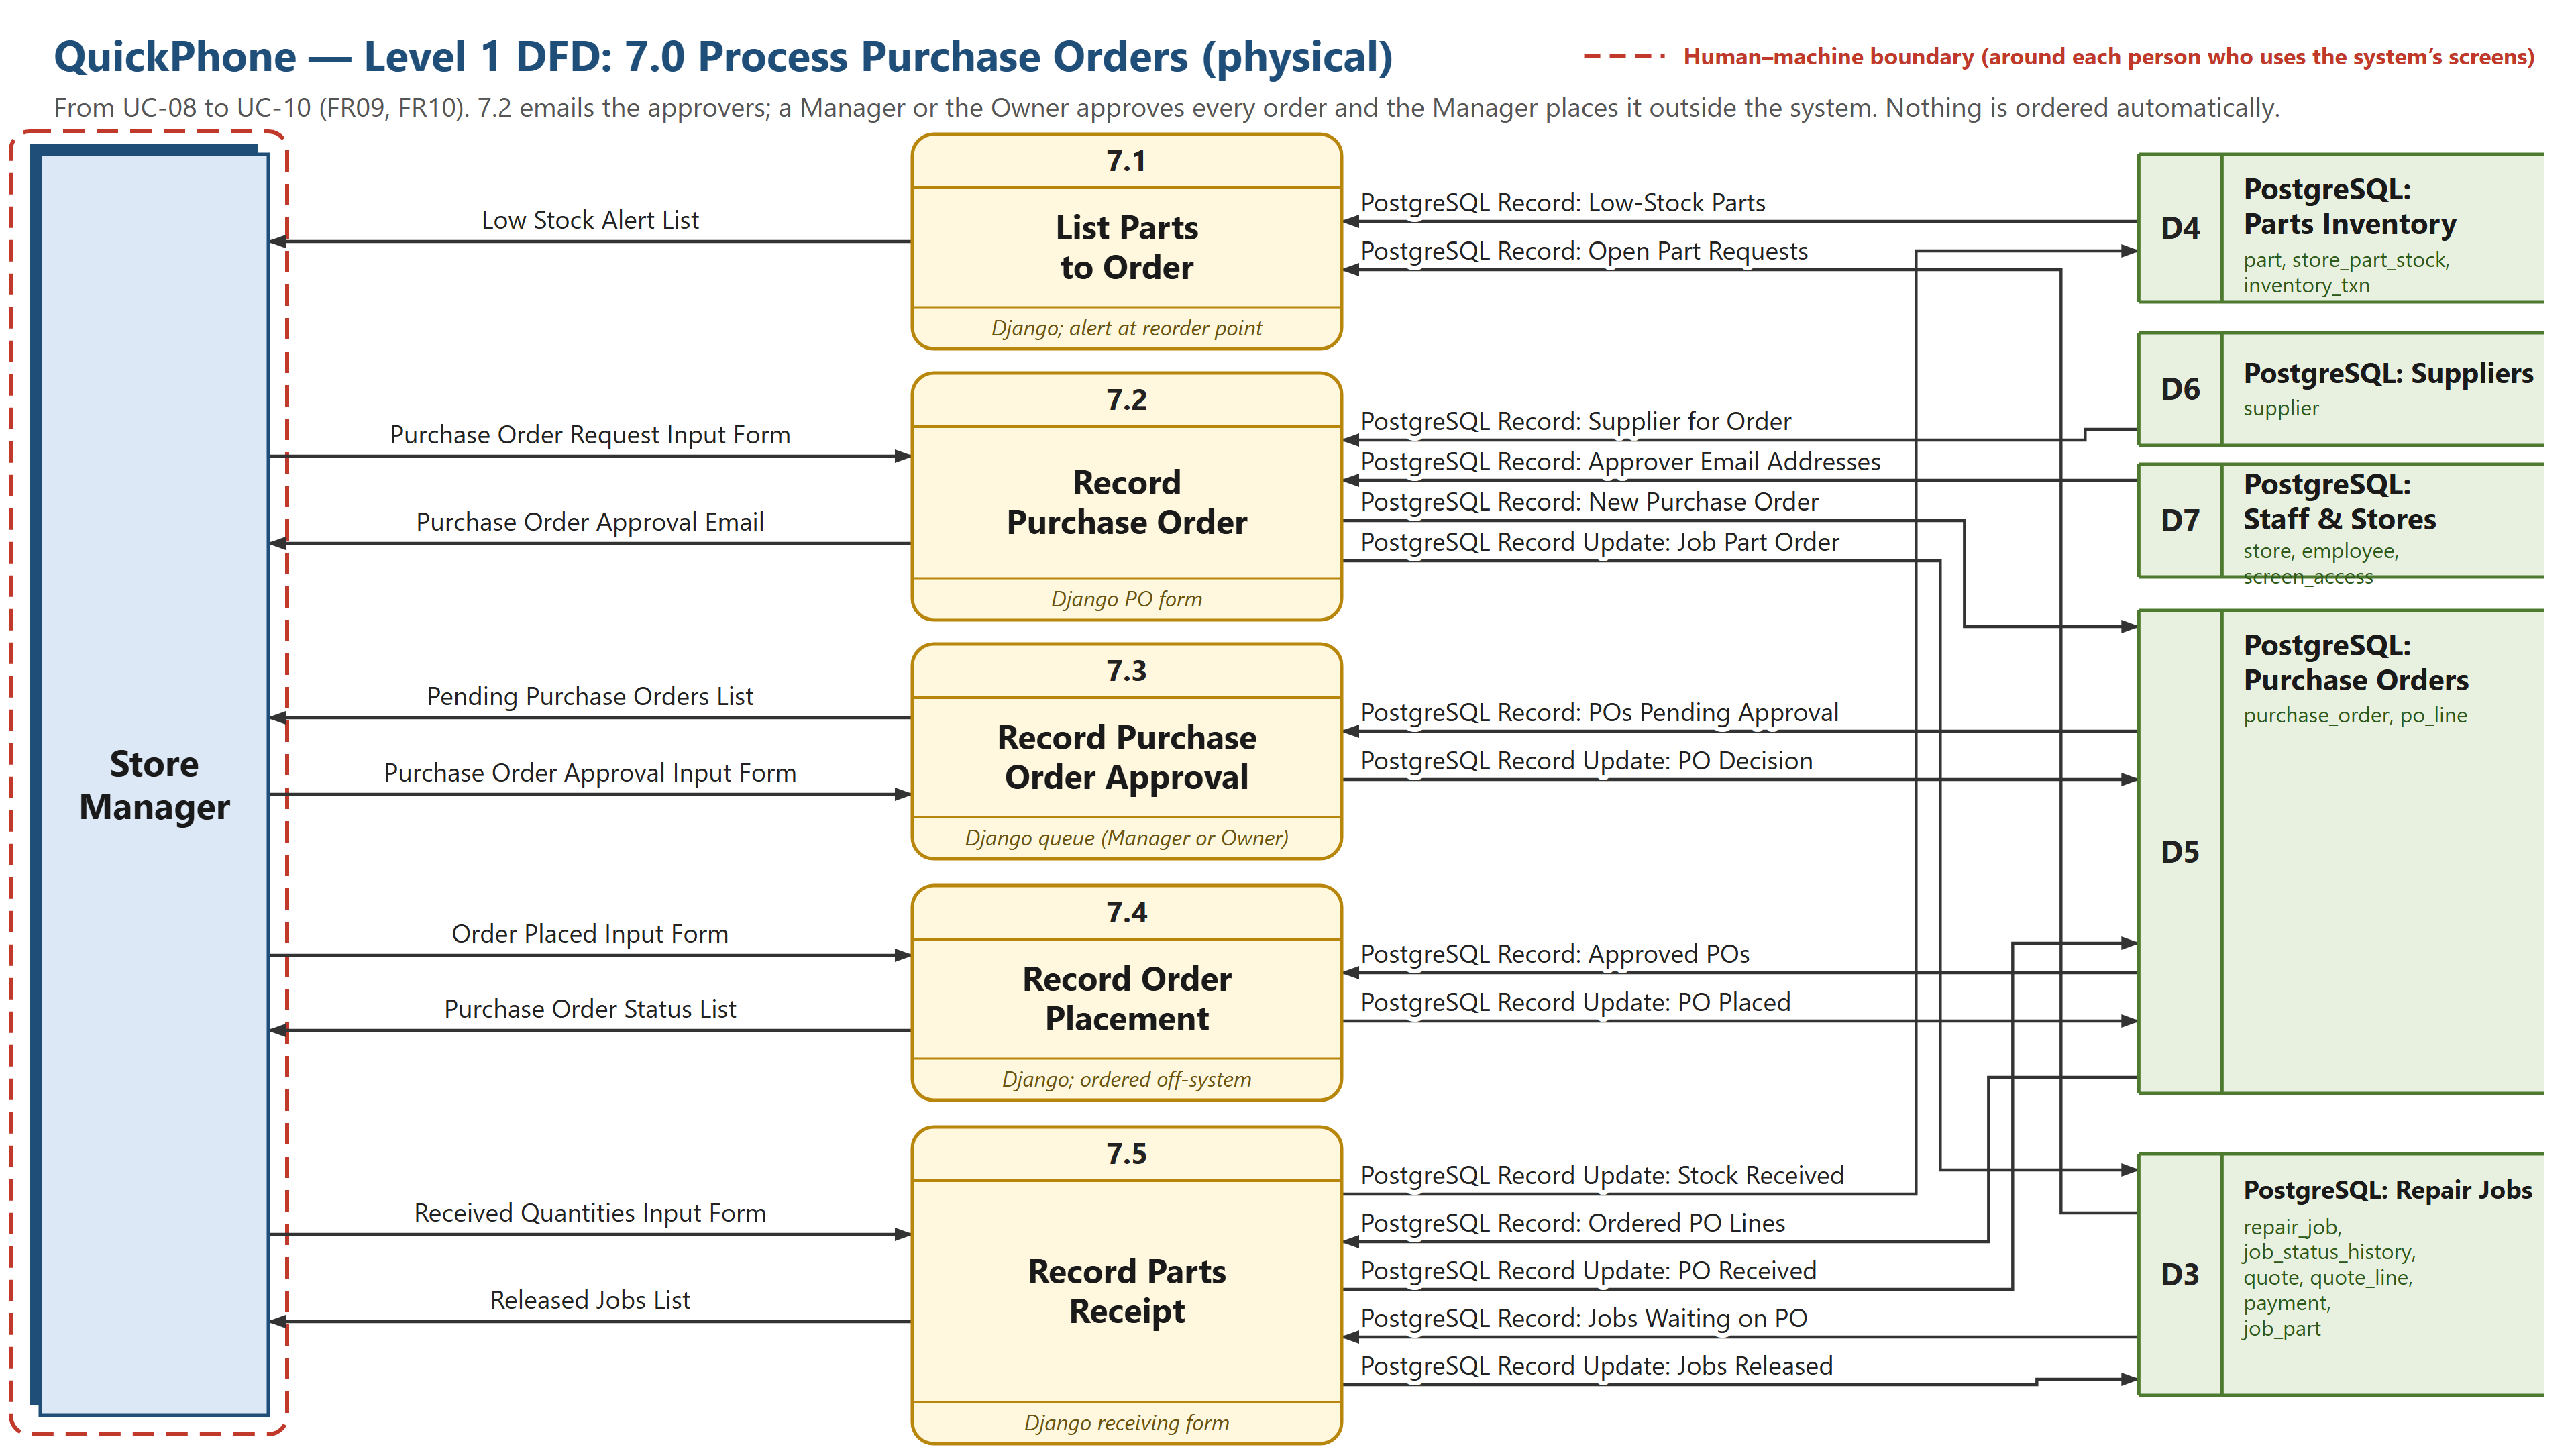 QuickPhone — Level 1 DFD: 7.0 Process Purchase Orders (physical)
Human–machine boundary (around each person who uses the system’s screens)
From UC-08 to UC-10 (FR09, FR10). 7.2 emails the approvers; a Manager or the Owner approves every order and the Manager places it outside the system. Nothing is ordered automatically.
Store
Manager
Low Stock Alert List
Purchase Order Request Input Form
Purchase Order Approval Email
Pending Purchase Orders List
Purchase Order Approval Input Form
Order Placed Input Form
Purchase Order Status List
Received Quantities Input Form
Released Jobs List
7.1
List Parts
to Order
Django; alert at reorder point
7.2
Record
Purchase Order
Django PO form
7.3
Record Purchase
Order Approval
Django queue (Manager or Owner)
7.4
Record Order
Placement
Django; ordered off-system
7.5
Record Parts
Receipt
Django receiving form
PostgreSQL Record: Low-Stock Parts
PostgreSQL Record: Open Part Requests
PostgreSQL Record: Supplier for Order
PostgreSQL Record: Approver Email Addresses
PostgreSQL Record: New Purchase Order
PostgreSQL Record Update: Job Part Order
PostgreSQL Record: POs Pending Approval
PostgreSQL Record Update: PO Decision
PostgreSQL Record: Approved POs
PostgreSQL Record Update: PO Placed
PostgreSQL Record Update: Stock Received
PostgreSQL Record: Ordered PO Lines
PostgreSQL Record Update: PO Received
PostgreSQL Record: Jobs Waiting on PO
PostgreSQL Record Update: Jobs Released
D4
PostgreSQL:
Parts Inventory
part, store_part_stock,
inventory_txn
D6
PostgreSQL: Suppliers
supplier
D7
PostgreSQL:
Staff & Stores
store, employee,
screen_access
D5
PostgreSQL:
Purchase Orders
purchase_order, po_line
D3
PostgreSQL: Repair Jobs
repair_job,
job_status_history,
quote, quote_line,
payment,
job_part